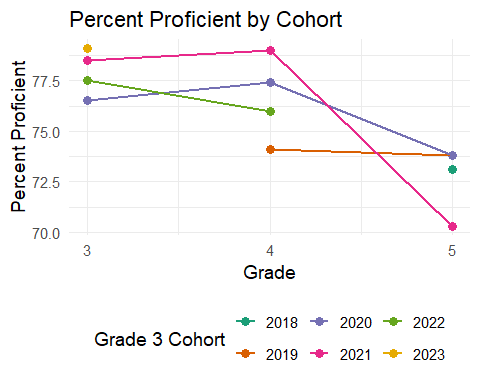 Percent Proficient by Cohort
Percent Proficient
77.5
75.0
72.5
70.0
3 4 5
Grade
Grade 3 Cohort
2018 2020 2022
2019 2021 2023